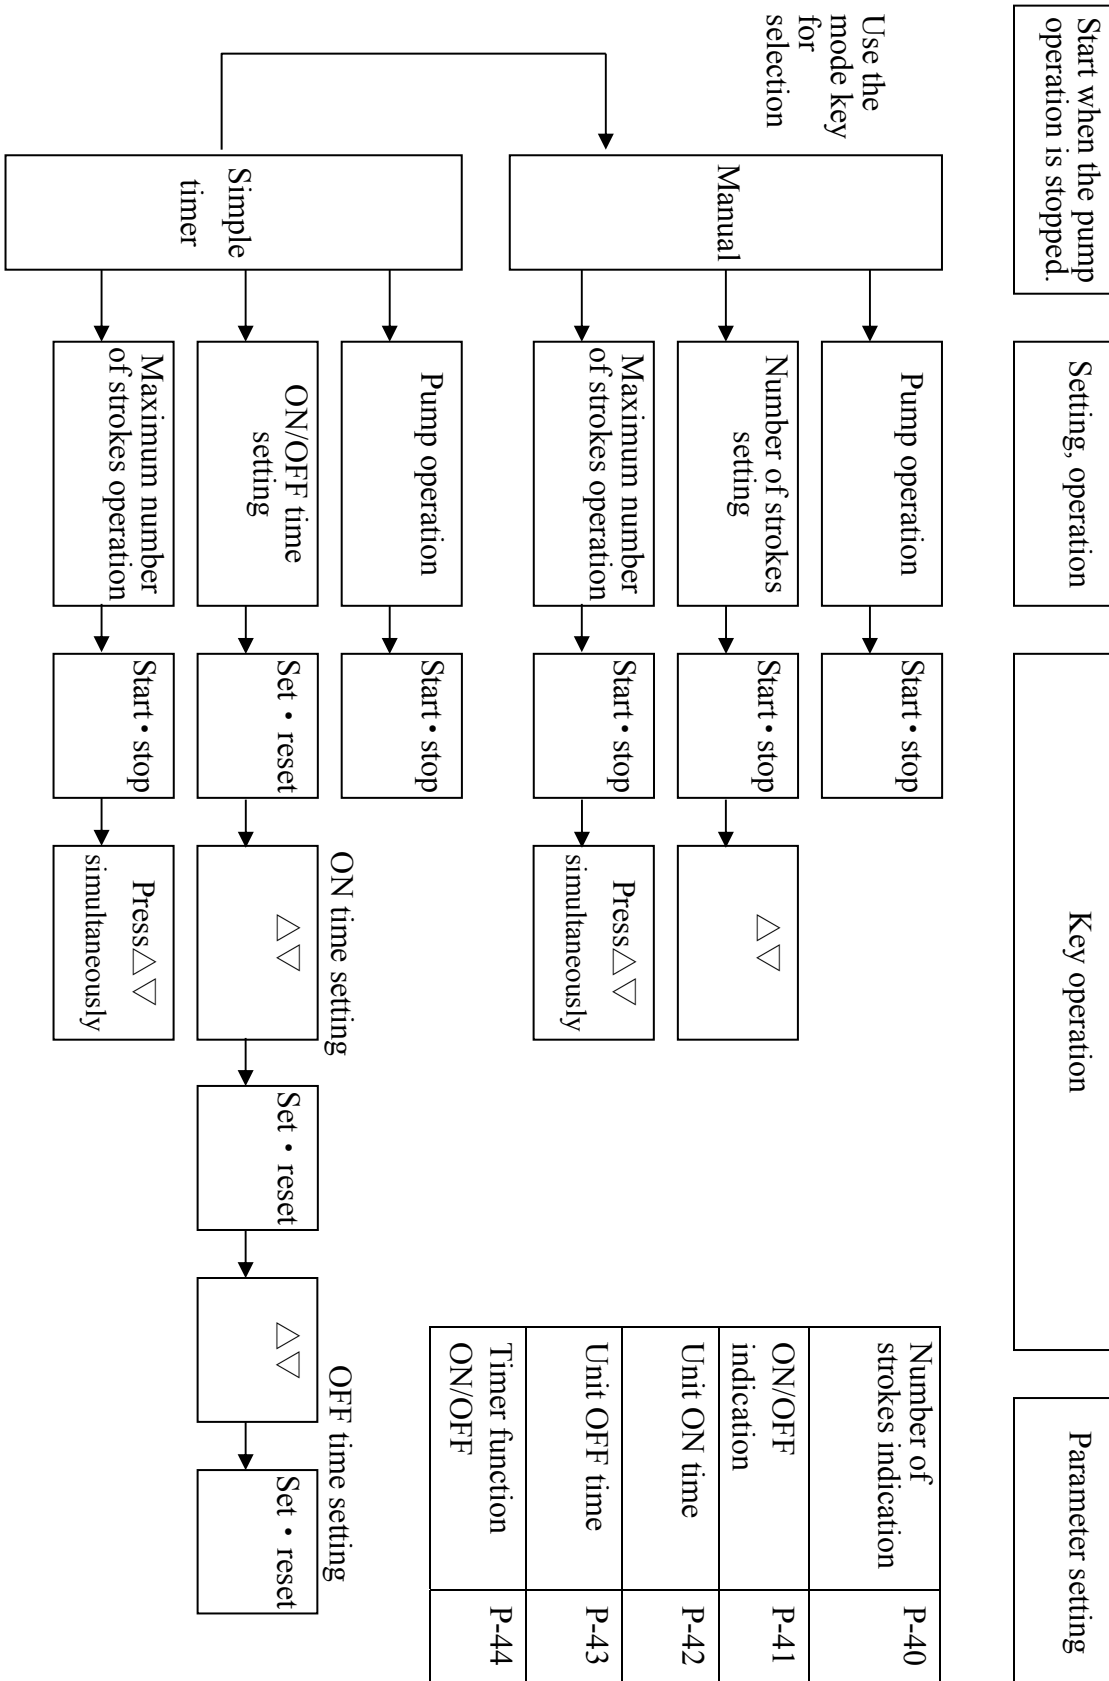 Start when the pump
operation is stopped.
Setting, operation
Key operation
Parameter setting
Use the
mode key
for
selection
Manual
Pump operation
Start • stop
Number of strokes
setting
Start • stop
△▽
Maximum number
of strokes operation
Start • stop
Press△▽
simultaneously
Simple
timer
Pump operation
Start • stop
ON/OFF time
setting
Set • reset
ON time setting
△▽
Set • reset
OFF time setting
△▽
Set • reset
Maximum number
of strokes operation
Start • stop
Press△▽
simultaneously
Number of
strokes indication
P-40
ON/OFF
indication
P-41
Unit ON time
P-42
Unit OFF time
P-43
Timer function
ON/OFF
P-44